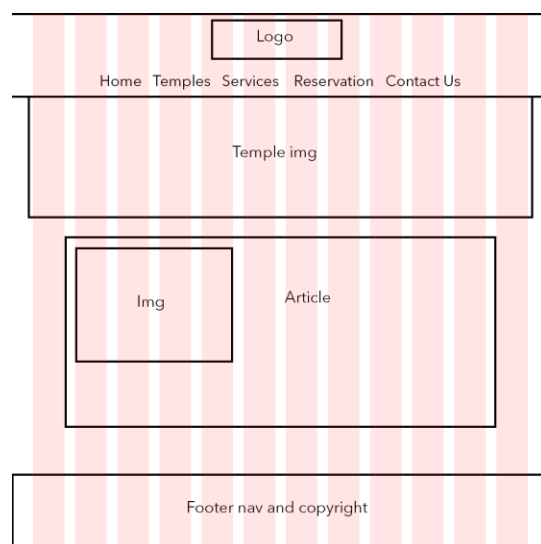 Logo
Home Temples Services Reservation Contact Us
Temple img
Img
Article
Footer nav and copyright